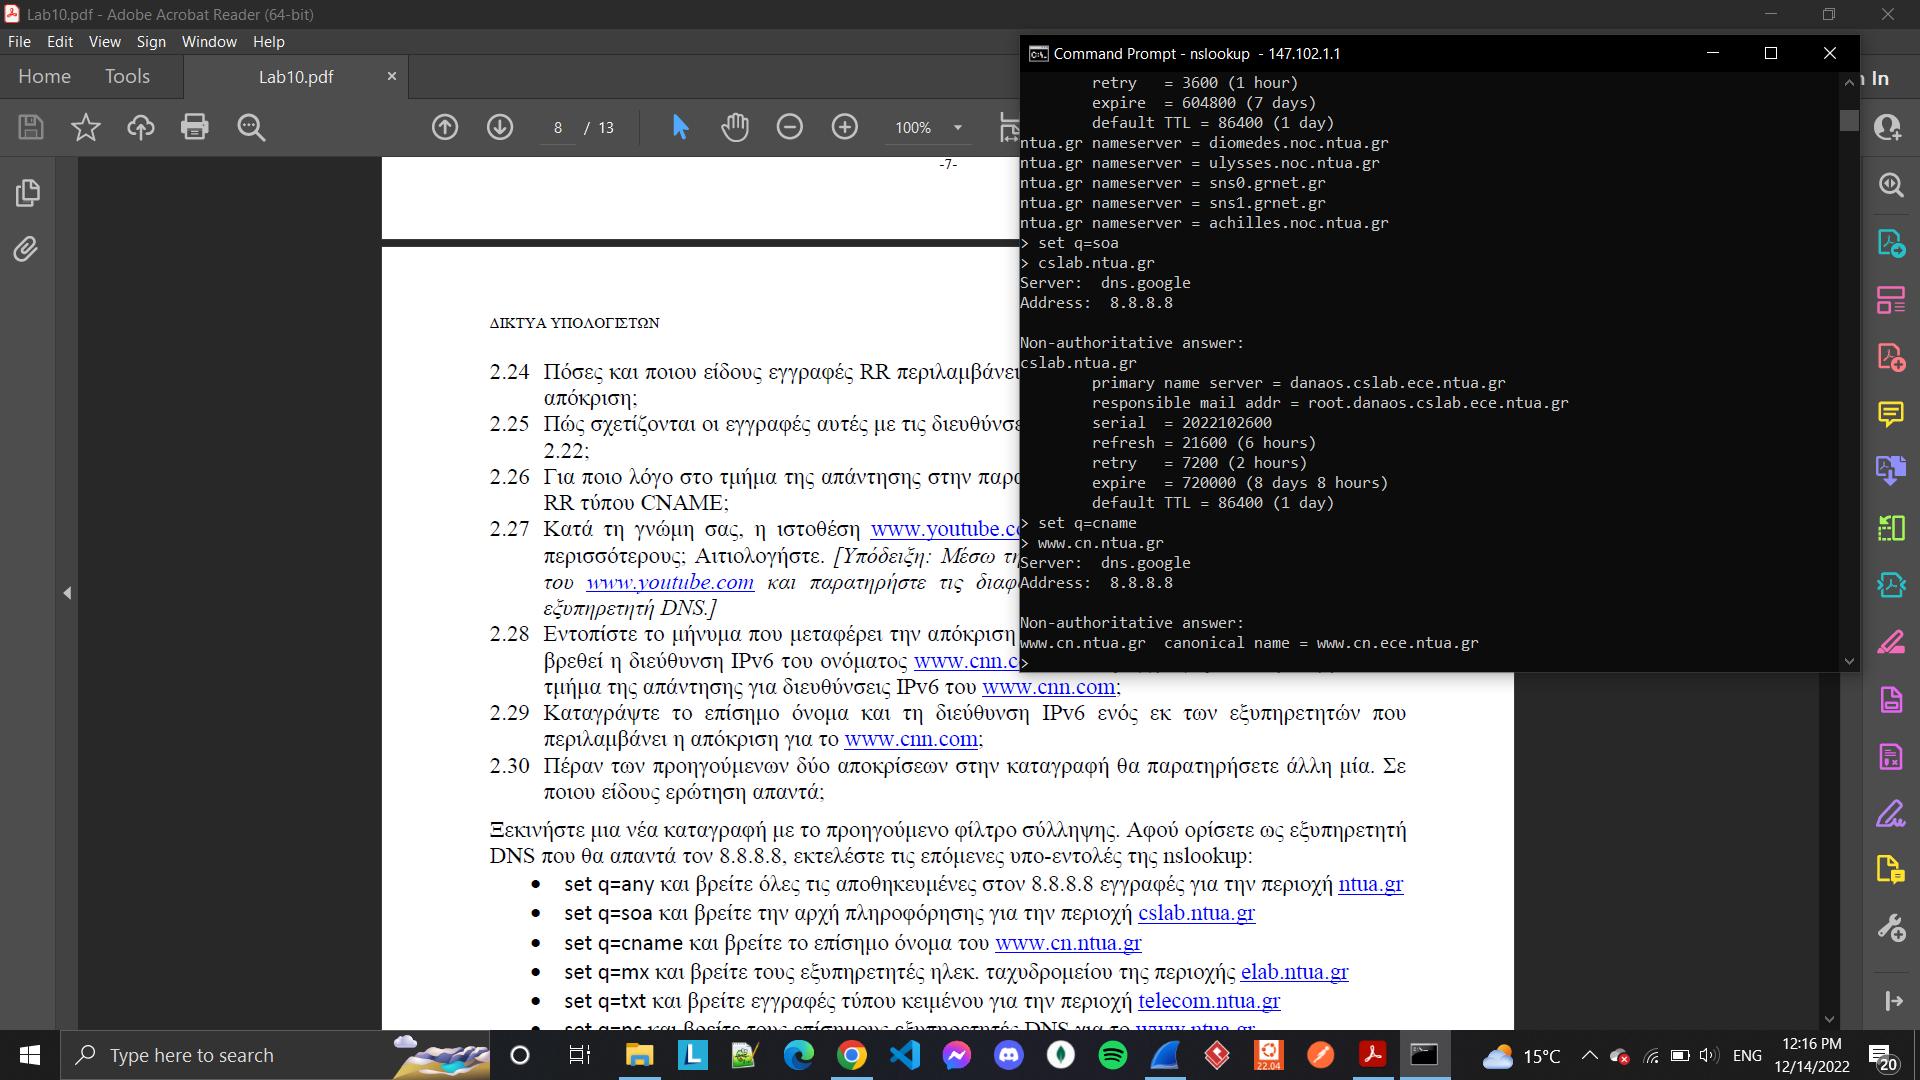 Lab10.pdf - Adobe Acrobat Reader (64-bit)
File Edit View Sign Window Help
Home Tools Lab10.pdf ×
8 / 13 100%
In
-7-
ΔΙΚΤΥΑ ΥΠΟΛΟΓΙΣΤΩΝ
2.24 Πόσες και ποιου είδους εγγραφές RR περιλαμβάνει
απόκριση;
2.25 Πώς σχετίζονται οι εγγραφές αυτές με τις
2.22;
2.26 Για ποιο λόγο στο τμήμα της απάντησης στην
RR τύπου CNAME;
2.27 Κατά τη γνώμη σας, η ιστοθέση
περισσότερους; Αιτιολογήστε. [Υπόδειξη: Μέσω
του www.youtube.com και παρατηρήστε τις
εξυπηρετητή DNS.]
2.28 Εντοπίστε το μήνυμα που μεταφέρει την απόκριση
βρεθεί η διεύθυνση IPv6 του ονόματος
τμήμα της απάντησης για διευθύνσεις IPv6 του www.cnn.com;
2.29 Καταγράψτε το επίσημο όνομα και τη διεύθυνση IPv6 ενός εκ των εξυπηρετητών που
περιλαμβάνει η απόκριση για το www.cnn.com;
2.30 Πέραν των προηγούμενων δύο αποκρίσεων στην καταγραφή θα παρατηρήσετε άλλη μία. Σε
ποιου είδους ερώτηση απαντά;
Ξεκινήστε μια νέα καταγραφή με το προηγούμενο φίλτρο σύλληψης. Αφού ορίσετε ως εξυπηρετητή
DNS που θα απαντά τον 8.8.8.8, εκτελέστε τις επόμενες υπο-εντολές της nslookup:
• set q=any και βρείτε όλες τις αποθηκευμένες στον 8.8.8.8 εγγραφές για την περιοχή ntua.gr
• set q=soa και βρείτε την αρχή πληροφόρησης για την περιοχή cslab.ntua.gr
• set q=cname και βρείτε το επίσημο όνομα του www.cn.ntua.gr
• set q=mx και βρείτε τους εξυπηρετητές ηλεκ. ταχυδρομείου της περιοχής elab.ntua.gr
• set q=txt και βρείτε εγγραφές τύπου κειμένου για την περιοχή telecom.ntua.gr
• set q=ns και βρείτε τους επίσημους εξυπηρετητές DNS για το www.ntua.gr
Command Prompt - nslookup - 147.102.1.1
retry = 3600 (1 hour)
expire = 604800 (7 days)
default TTL = 86400 (1 day)
ntua.gr nameserver = diomedes.noc.ntua.gr
ntua.gr nameserver = ulysses.noc.ntua.gr
ntua.gr nameserver = sns0.grnet.gr
ntua.gr nameserver = sns1.grnet.gr
ntua.gr nameserver = achilles.noc.ntua.gr
> set q=soa
> cslab.ntua.gr
Server: dns.google
Address: 8.8.8.8
Non-authoritative answer:
cslab.ntua.gr
primary name server = danaos.cslab.ece.ntua.gr
responsible mail addr = root.danaos.cslab.ece.ntua.gr
serial = 2022102600
refresh = 21600 (6 hours)
retry = 7200 (2 hours)
expire = 720000 (8 days 8 hours)
default TTL = 86400 (1 day)
> set q=cname
> www.cn.ntua.gr
Server: dns.google
Address: 8.8.8.8
Non-authoritative answer:
www.cn.ntua.gr canonical name = www.cn.ece.ntua.gr
>
Type here to search
22.04
15°C
ENG
12:16 PM
12/14/2022
20